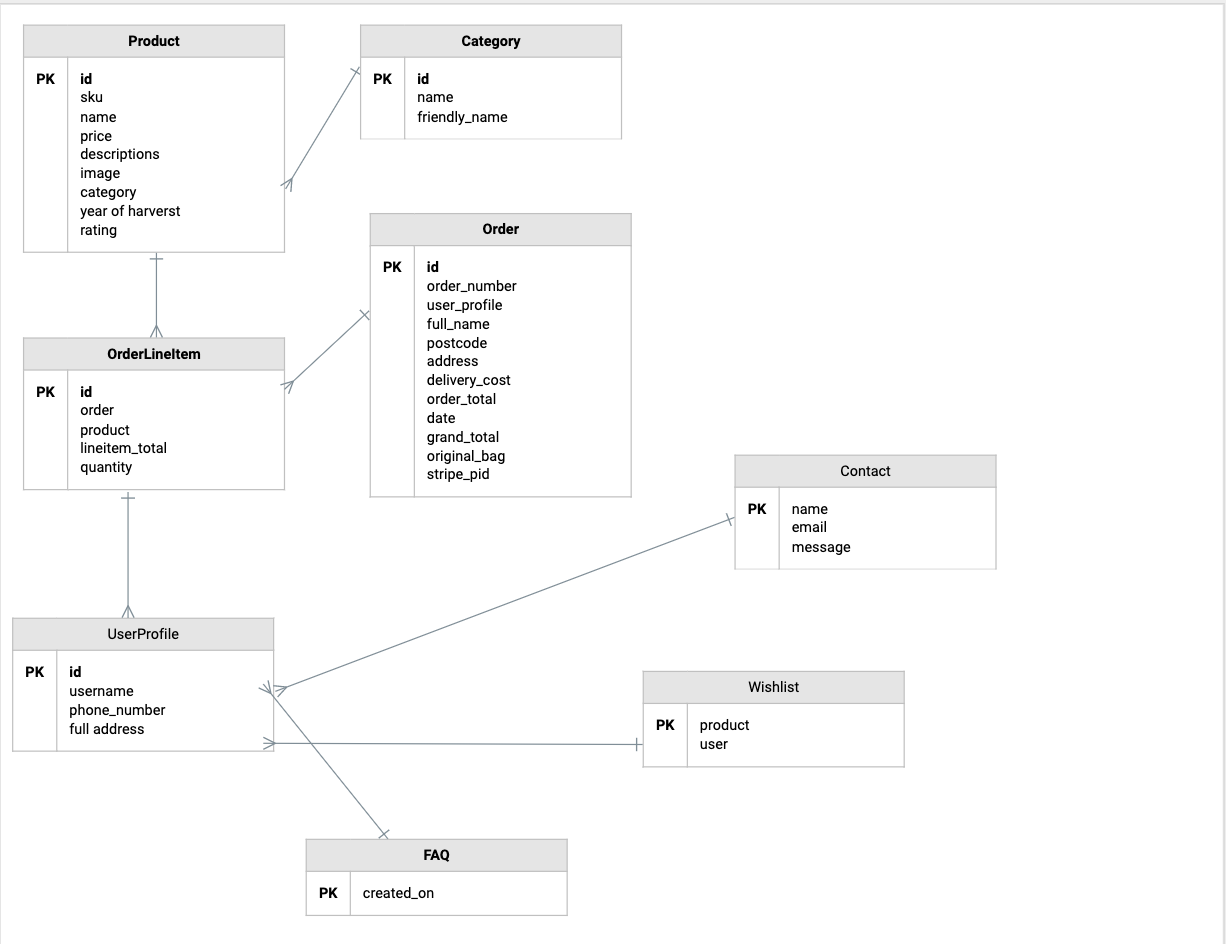 Product
PK id
sku
name
price
descriptions
image
category
year of harverst
rating
Category
PK id
name
friendly_name
Order
PK id
order_number
user_profile
full_name
postcode
address
delivery_cost
order_total
date
grand_total
original_bag
stripe_pid
OrderLineItem
PK id
order
product
lineitem_total
quantity
Contact
PK name
email
message
UserProfile
PK id
username
phone_number
full address
Wishlist
PK product
user
FAQ
PK created_on